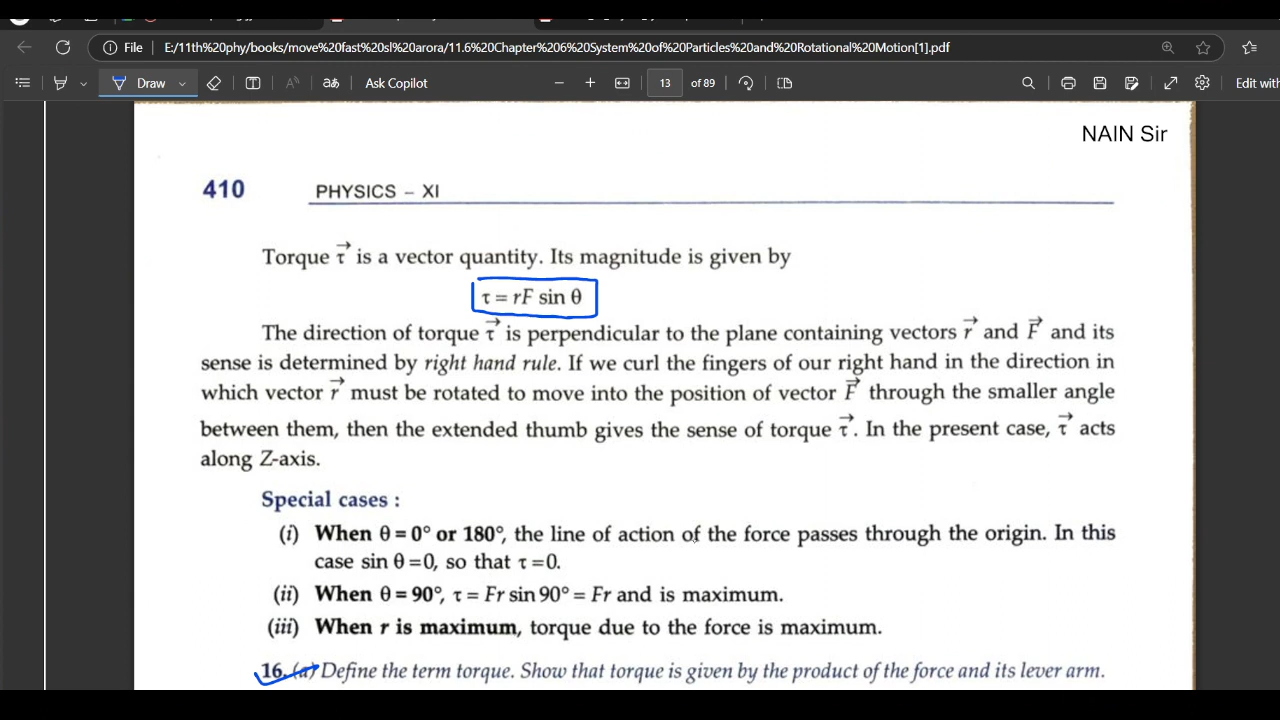 File E:/11th%20phy/books/move%20fast%20sl%20arora/11.6%20Chapter%206%20System%20of%20Particles%20and%20Rotational%20Motion[1].pdf
Draw Ask Copilot 13 of 89 Edit with
NAIN Sir
410 PHYSICS – XI
Torque τ⃗ is a vector quantity. Its magnitude is given by
τ = rF sin θ
The direction of torque τ⃗ is perpendicular to the plane containing vectors r⃗ and F⃗ and its
sense is determined by right hand rule. If we curl the fingers of our right hand in the direction in
which vector r⃗ must be rotated to move into the position of vector F⃗ through the smaller angle
between them, then the extended thumb gives the sense of torque τ⃗. In the present case, τ⃗ acts
along Z-axis.
Special cases :
(i) When θ = 0° or 180°, the line of action of the force passes through the origin. In this
case sin θ = 0, so that τ = 0.
(ii) When θ = 90°, τ = Fr sin 90° = Fr and is maximum.
(iii) When r is maximum, torque due to the force is maximum.
16. (a) Define the term torque. Show that torque is given by the product of the force and its lever arm.